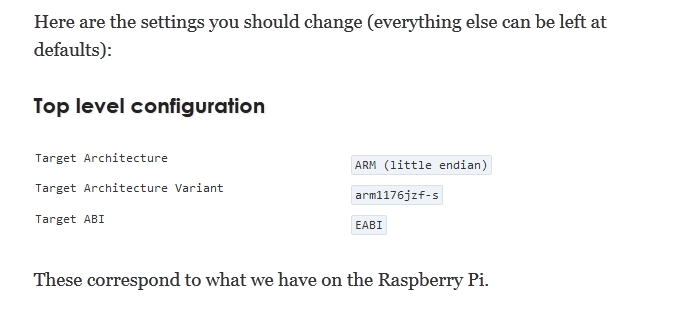 Here are the settings you should change (everything else can be left at
defaults):
Top level configuration
Target Architecture ARM (little endian)
Target Architecture Variant arm1176jzf-s
Target ABI EABI
These correspond to what we have on the Raspberry Pi.